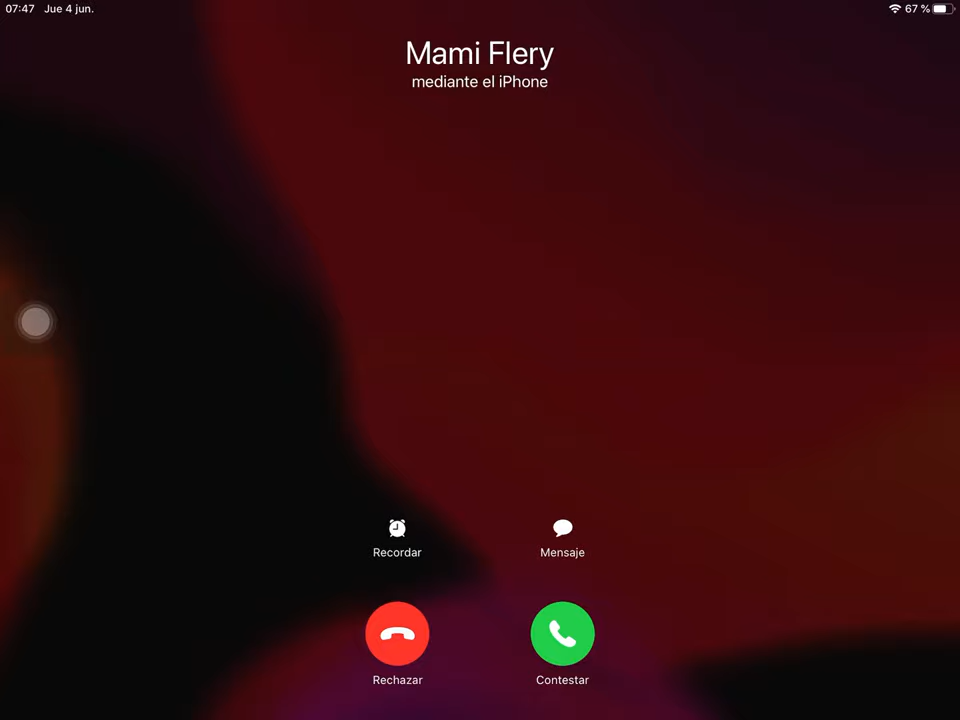 07:47 Jue 4 jun. 67 %
Mami Flery
mediante el iPhone
Recordar Mensaje
Rechazar Contestar